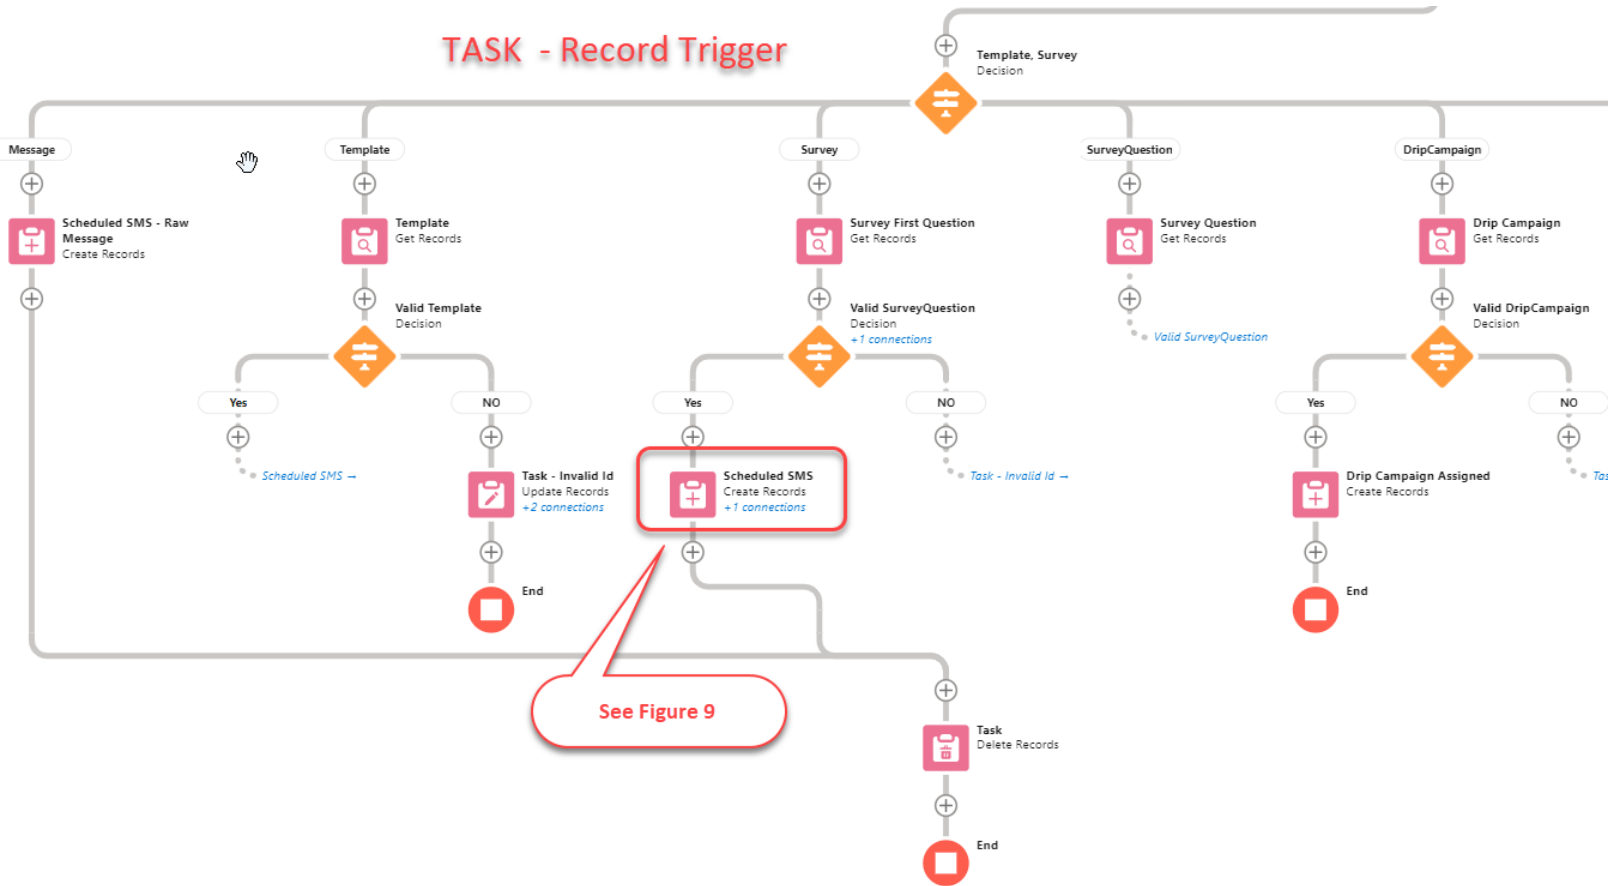 TASK - Record Trigger
Template, Survey
Decision
Message
Template
Survey
SurveyQuestion
DripCampaign
Scheduled SMS - Raw
Message
Create Records
Template
Get Records
Survey First Question
Get Records
Survey Question
Get Records
Drip Campaign
Get Records
Valid Template
Decision
Valid SurveyQuestion
Decision
+1 connections
Valid SurveyQuestion
Valid DripCampaign
Decision
Yes
NO
Yes
NO
Yes
NO
Scheduled SMS →
Task - Invalid Id
Update Records
+2 connections
Scheduled SMS
Create Records
+1 connections
Task - Invalid Id →
Drip Campaign Assigned
Create Records
Tas
End
End
See Figure 9
Task
Delete Records
End